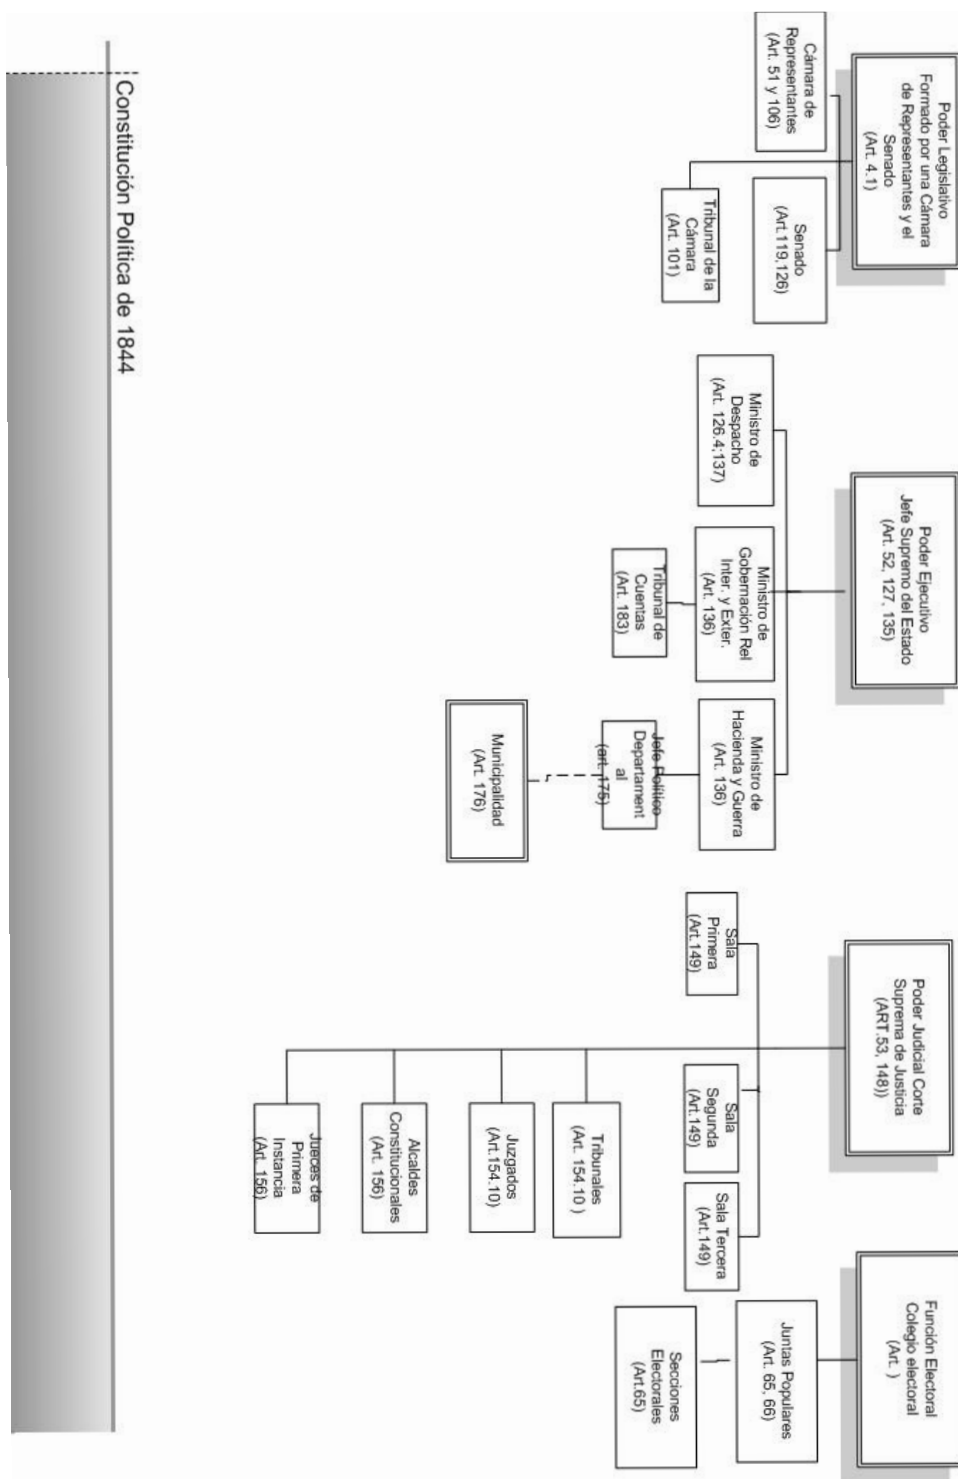 Constitución Política de 1844
Poder Legislativo
Formado por una Cámara
de Representantes y el
Senado
(Art. 4.1)
Cámara de
Representantes
(Art. 51 y 106)
Senado
(Art.119,126)
Tribunal de la
Cámara
(Art. 101)
Poder Ejecutivo
Jefe Supremo del Estado
(Art. 52, 127, 135)
Ministro de
Despacho
(Art. 126.4;137)
Ministro de
Gobernación Rel
Inter. y Exter.
(Art. 136)
Ministro de
Hacienda y Guerra
(Art. 136)
Tribunal de
Cuentas
(Art. 183)
Jefe Político
Departament
al
(art. 175)
Municipalidad
(Art. 176)
Poder Judicial Corte
Suprema de Justicia
(ART.53, 148))
Sala
Primera
(Art.149)
Sala
Segunda
(Art.149)
Sala Tercera
(Art.149)
Tribunales
(Art. 154.10 )
Juzgados
(Art.154.10)
Alcaldes
Constitucionales
(Art. 156)
Jueces de
Primera
Instancia
(Art. 156)
Función Electoral
Colegio electoral
(Art. )
Juntas Populares
(Art. 65, 66)
Secciones
Electorales
(Art.65)